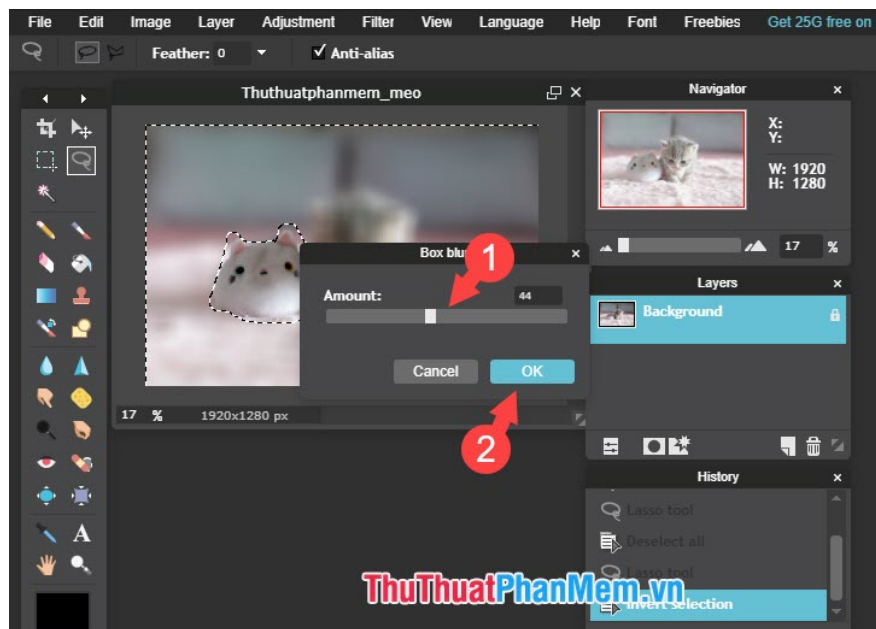 File Edit Image Layer Adjustment Filter View Language Help Font Freebies Get 25G free on
Feather: 0 Anti-alias
Thuthuatphanmem_meo
Navigator
X:
Y:
W: 1920
H: 1280
17 %
Box blu
1
Amount: 44
Cancel OK
2
17 % 1920x1280 px
Layers
Background
History
Lasso tool
Deselect all
Lasso tool
Invert selection
A
ThuThuatPhanMem.vn